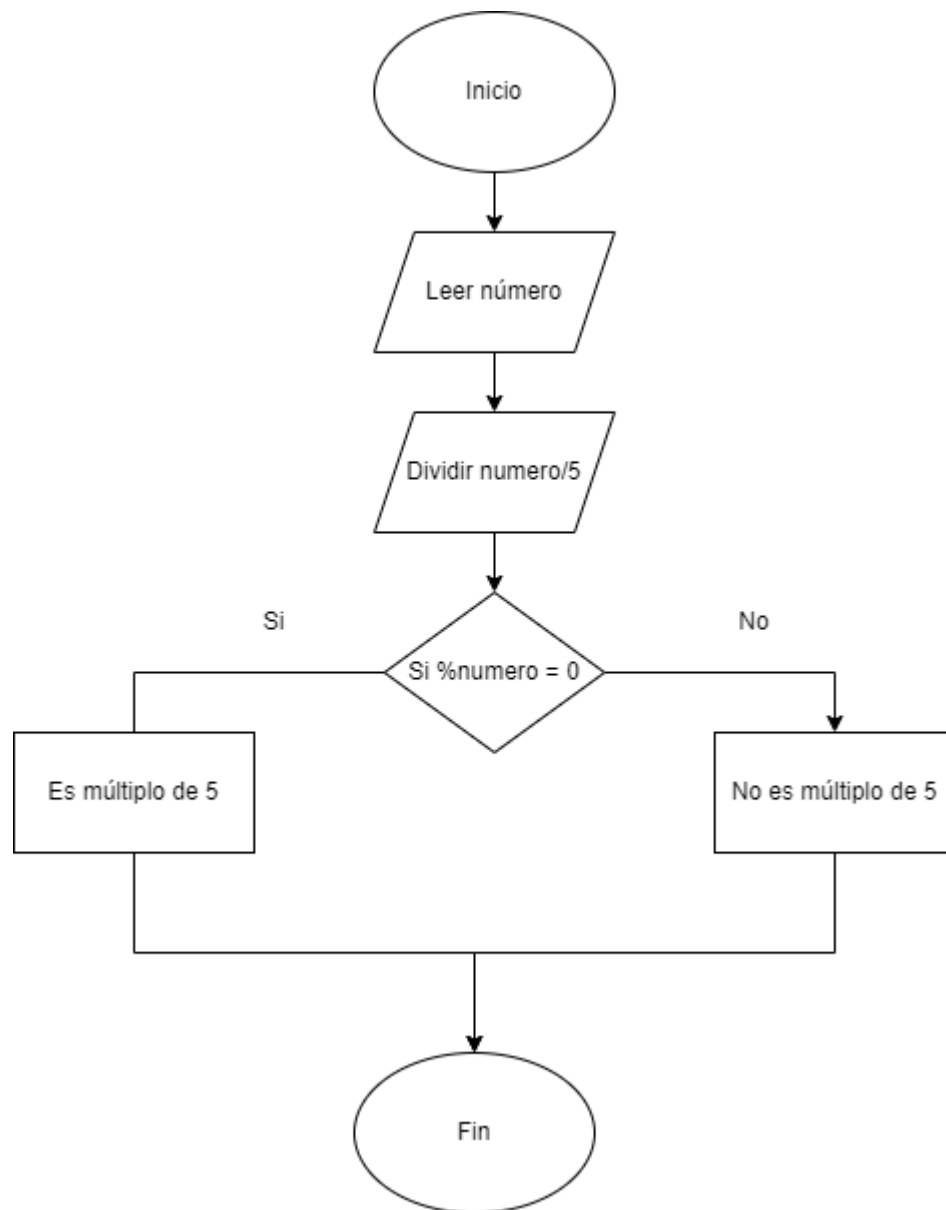 Inicio
Leer número
Dividir numero/5
Si
No
Si %numero = 0
Es múltiplo de 5
No es múltiplo de 5
Fin